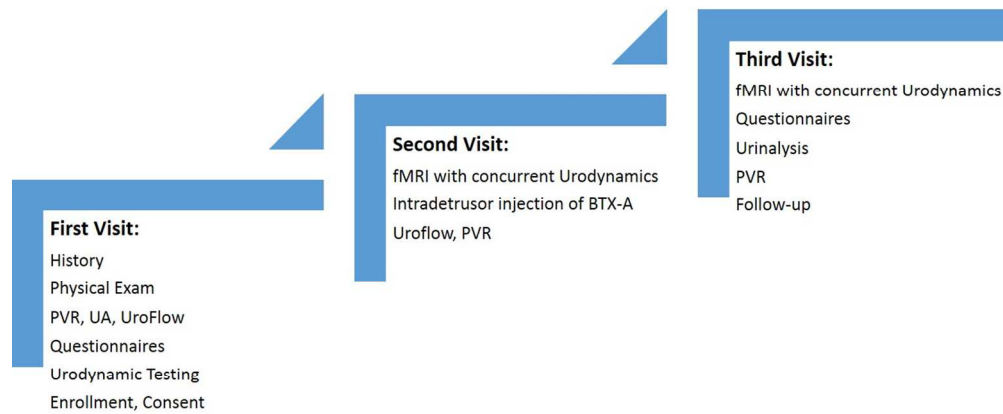 First Visit:
History
Physical Exam
PVR, UA, UroFlow
Questionnaires
Urodynamic Testing
Enrollment, Consent
Second Visit:
fMRI with concurrent Urodynamics
Intradetrusor injection of BTX-A
Uroflow, PVR
Third Visit:
fMRI with concurrent Urodynamics
Questionnaires
Urinalysis
PVR
Follow-up